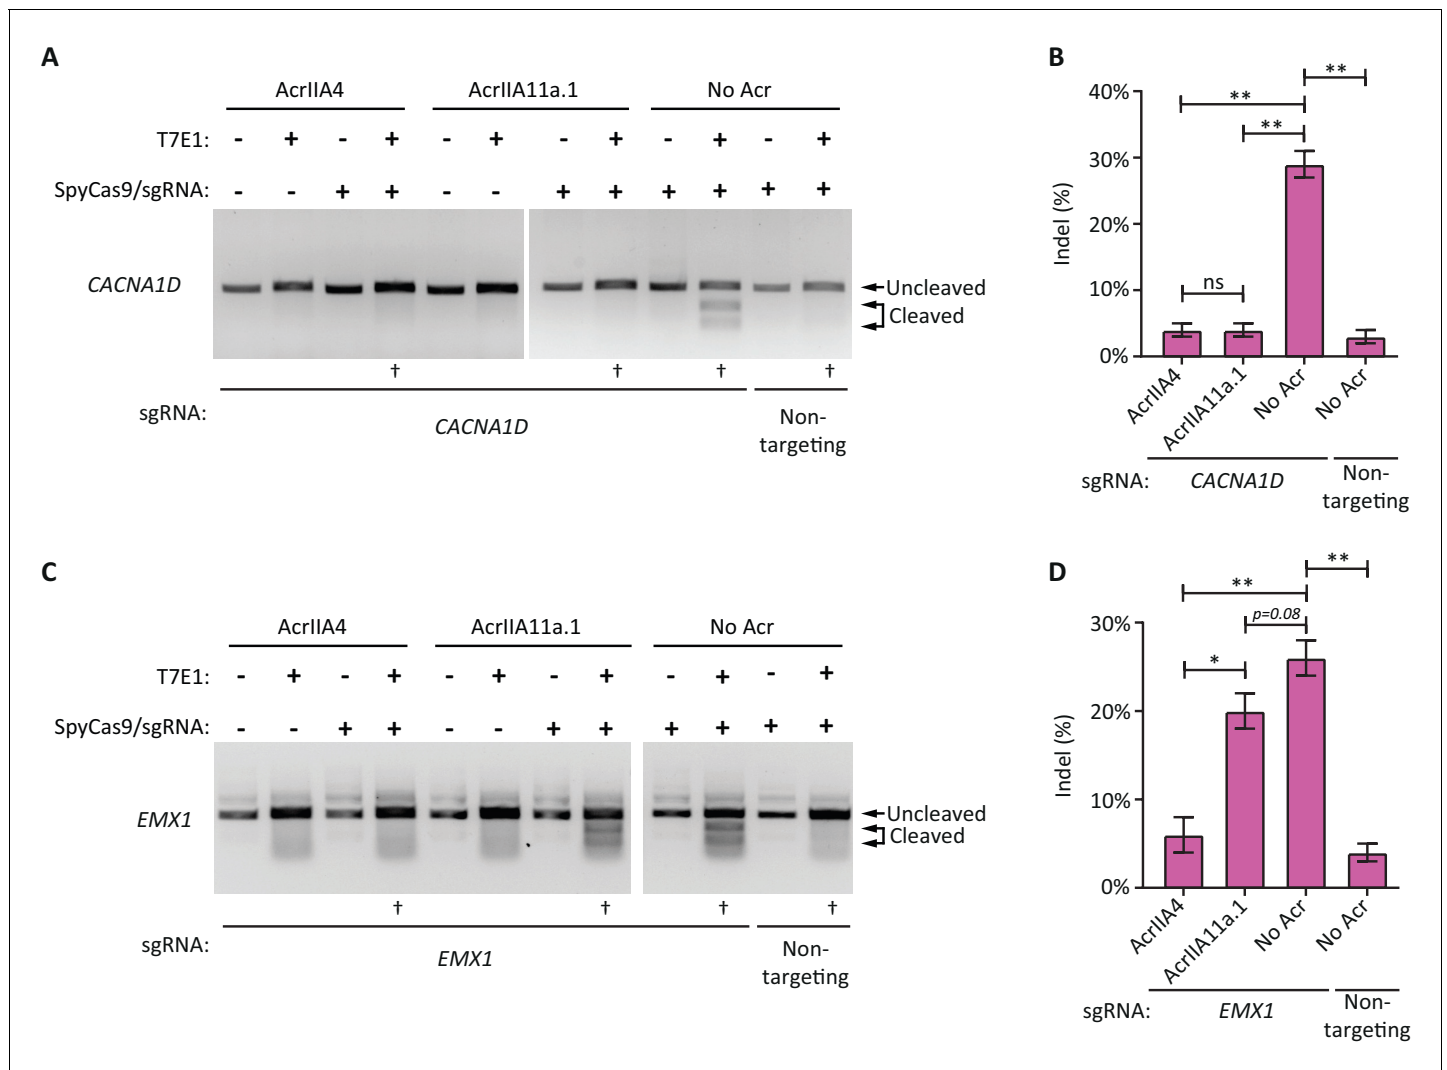 A
AcrIIA4 AcrIIA11a.1 No Acr
T7E1: - + - + - + - + - + - +
SpyCas9/sgRNA: - - + + - - + + + + + +
CACNA1D
Uncleaved
Cleaved
† † † †
sgRNA:
CACNA1D
Non-
targeting
B
** 
**
**
ns
40%
30%
20%
10%
0%
Indel (%)
AcrIIA4 AcrIIA11a.1 No Acr No Acr
sgRNA: CACNA1D Non-
targeting
C
AcrIIA4 AcrIIA11a.1 No Acr
T7E1: - + - + - + - + - + - +
SpyCas9/sgRNA: - - + + - - + + + + + +
EMX1
Uncleaved
Cleaved
† † † †
sgRNA:
EMX1
Non-
targeting
D
**
**
p=0.08
*
30%
20%
10%
0%
Indel (%)
AcrIIA4 AcrIIA11a.1 No Acr No Acr
sgRNA: EMX1 Non-
targeting